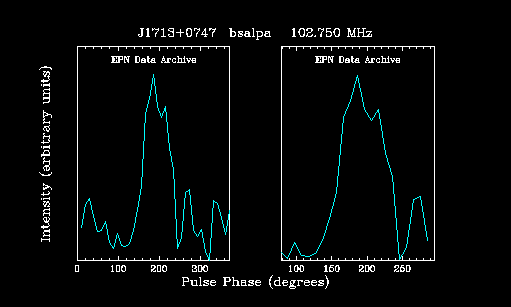 J1713+0747 bsa1pa 102.750 MHz
EPN Data Archive EPN Data Archive
Intensity (arbitrary units)
0 100 200 300 100 150 200 250
Pulse Phase (degrees)